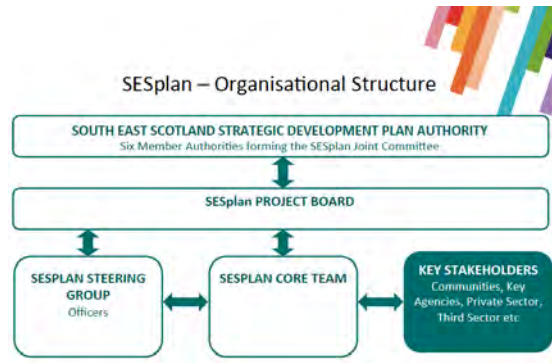 SESplan – Organisational Structure
SOUTH EAST SCOTLAND STRATEGIC DEVELOPMENT PLAN AUTHORITY
Six Member Authorities forming the SESplan Joint Committee
SESplan PROJECT BOARD
SESPLAN STEERING
GROUP
Officers
SESPLAN CORE TEAM
KEY STAKEHOLDERS
Communities, Key
Agencies, Private Sector,
Third Sector etc